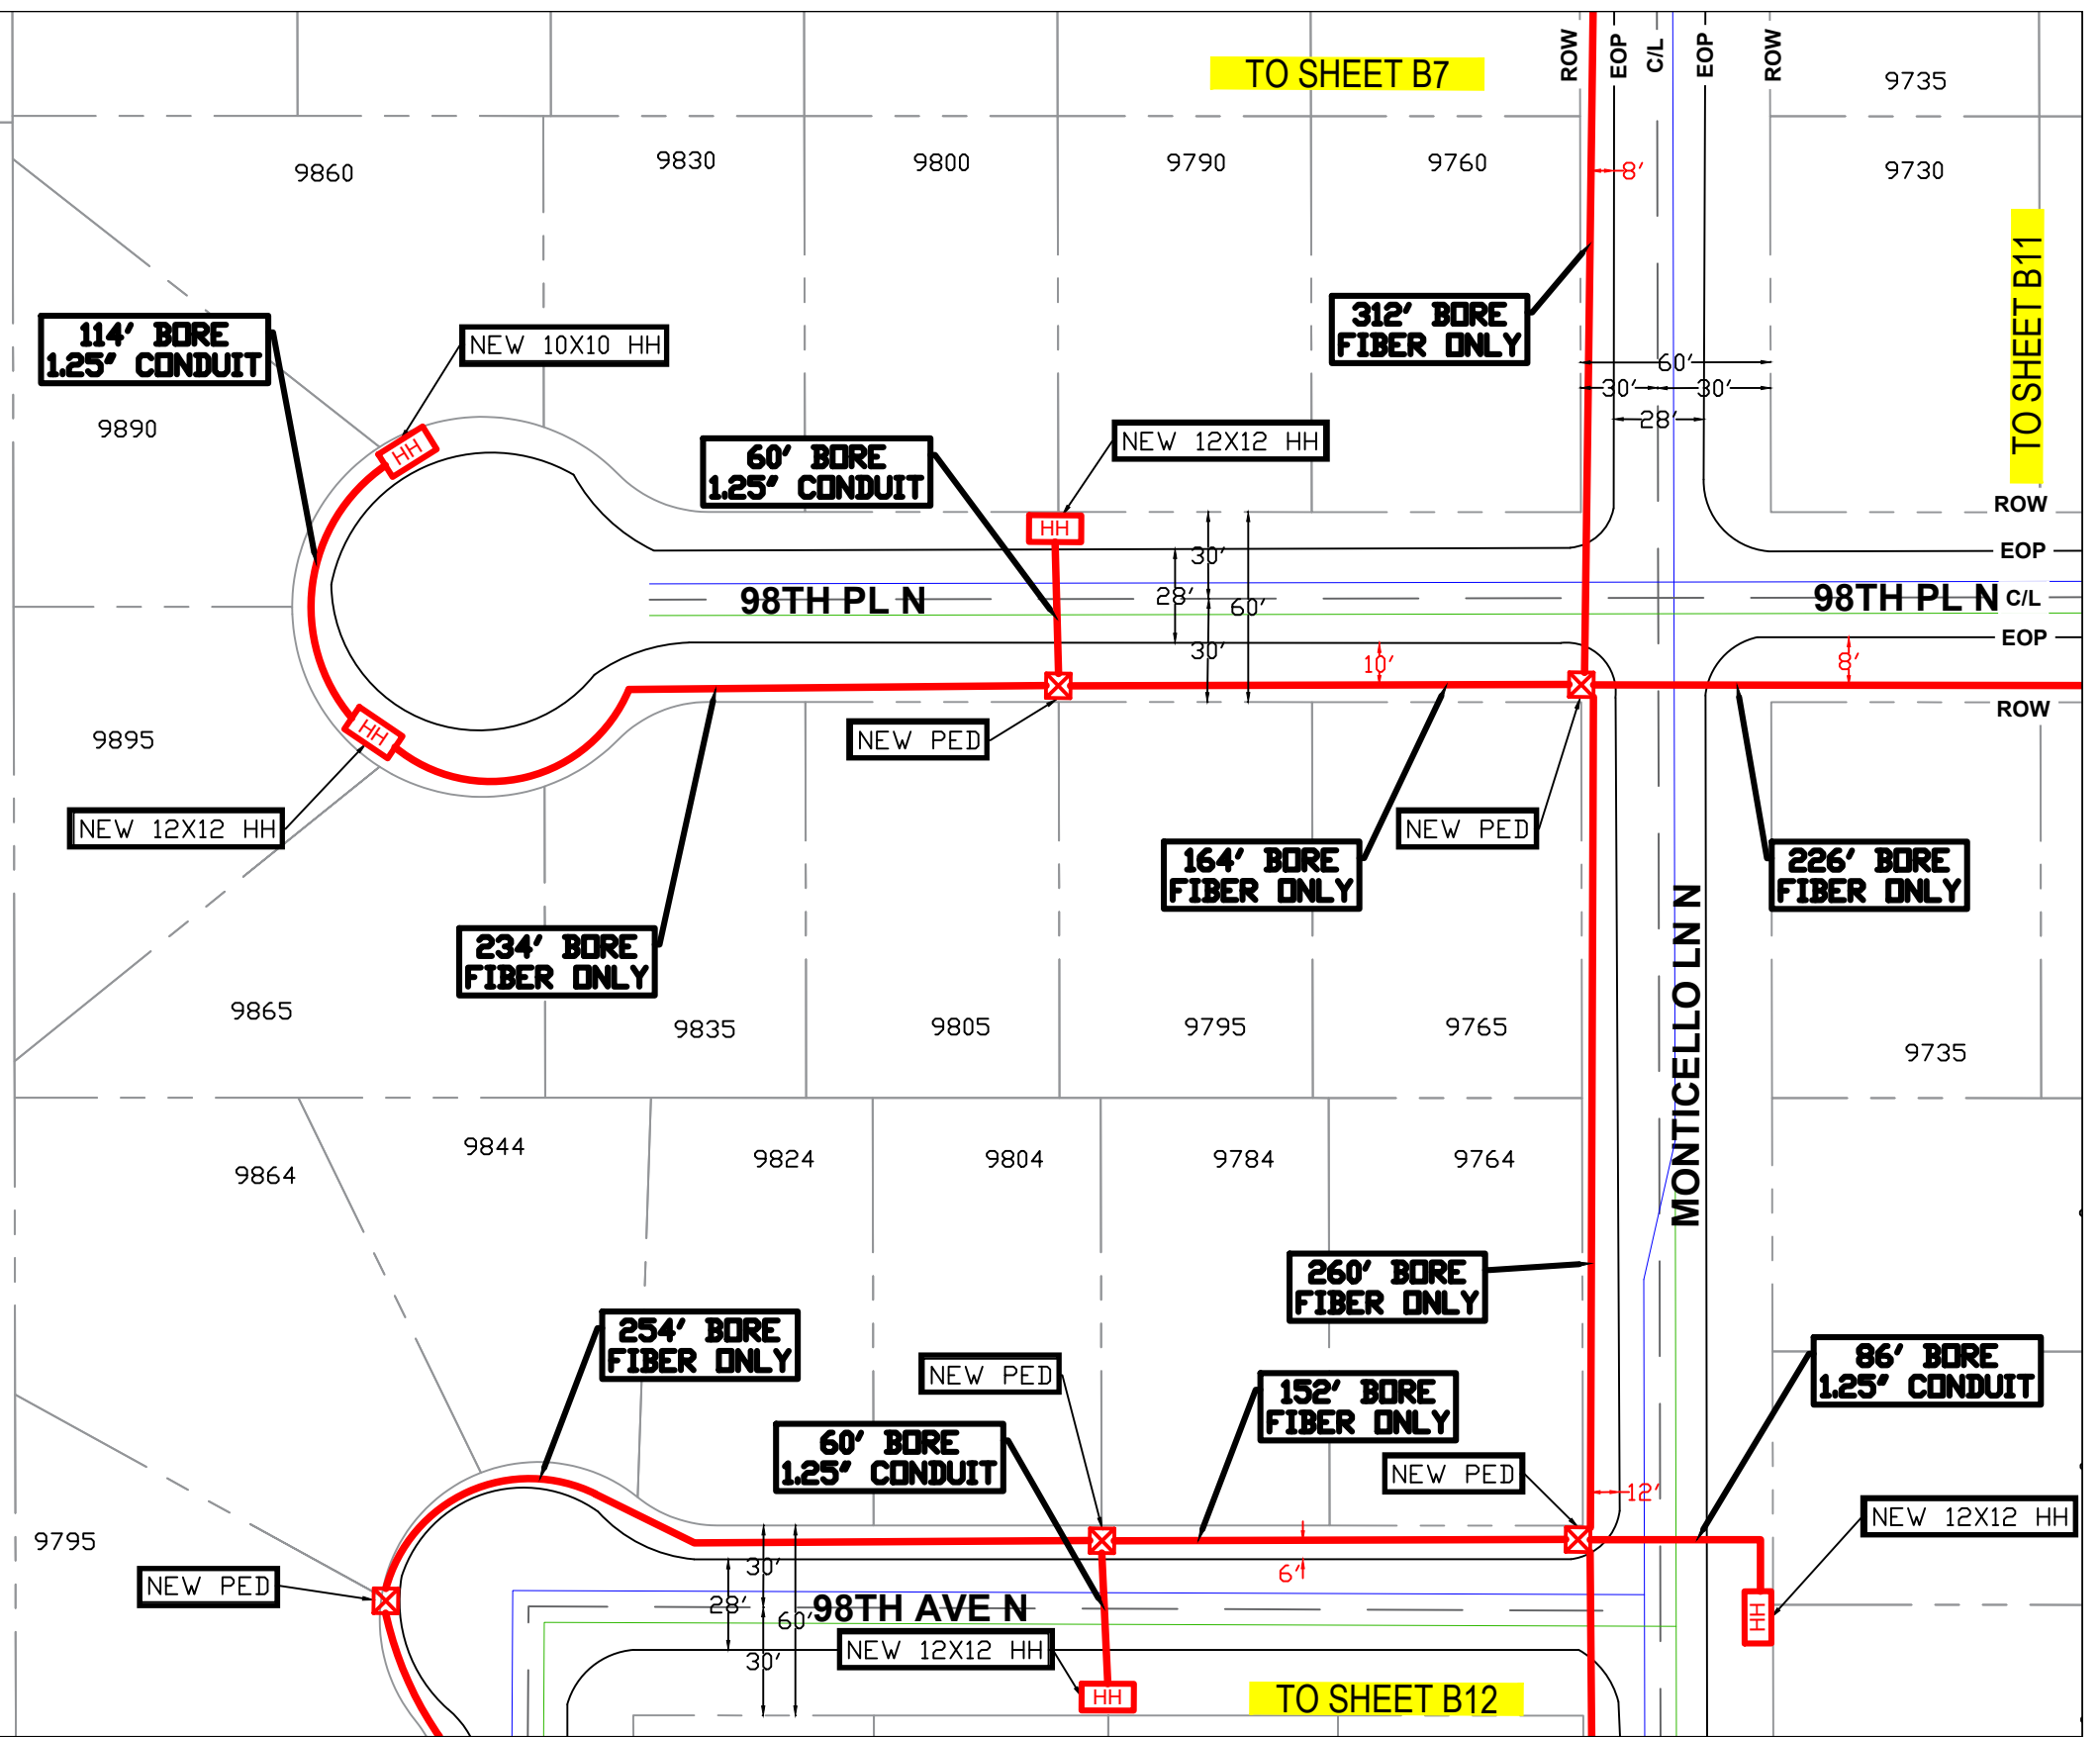 TO SHEET B7
ROW
EOP
C/L
EOP
ROW
9735
9860
9830
9800
9790
9760
8'
9730
TO SHEET B11
114' BORE
1.25" CONDUIT
NEW 10X10 HH
312' BORE
FIBER ONLY
60'
30'
30'
28'
9890
HH
60' BORE
1.25" CONDUIT
NEW 12X12 HH
HH
ROW
30'
EOP
28'
60'
98TH PL N
98TH PL N
C/L
EOP
30'
10'
8'
ROW
HH
9895
NEW PED
NEW 12X12 HH
NEW PED
164' BORE
FIBER ONLY
226' BORE
FIBER ONLY
234' BORE
FIBER ONLY
MONTICELLO LN N
9865
9835
9805
9795
9765
9735
9864
9844
9824
9804
9784
9764
260' BORE
FIBER ONLY
254' BORE
FIBER ONLY
NEW PED
152' BORE
FIBER ONLY
86' BORE
1.25" CONDUIT
60' BORE
1.25" CONDUIT
NEW PED
12'
NEW 12X12 HH
9795
NEW PED
30'
28'
60'
30'
6'
98TH AVE N
HH
NEW 12X12 HH
HH
TO SHEET B12